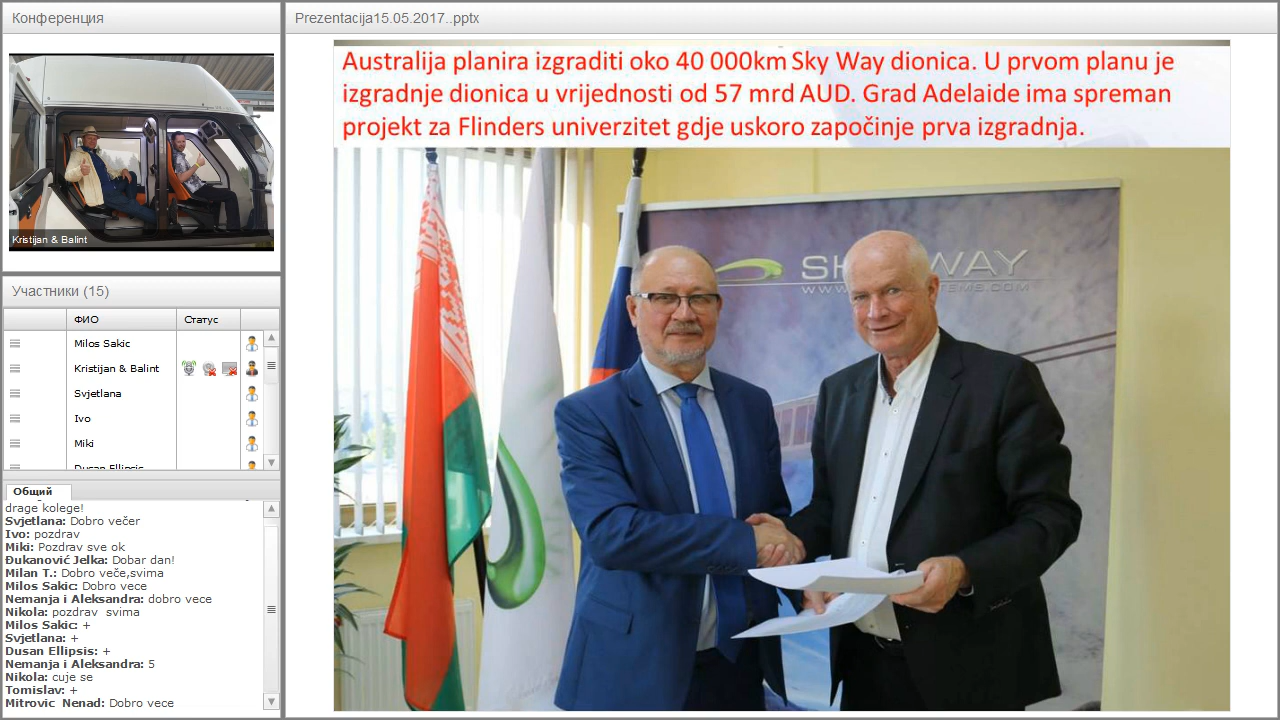 Конференция
Kristijan & Balint
Участники (15)
ФИО Статус
Milos Sakic
Kristijan & Balint
Svjetlana
Ivo
Miki
Dusan Ellipsis
Общий
drage kolege!
Svjetlana: Dobro večer
Ivo: pozdrav
Miki: Pozdrav sve ok
Đukanović Jelka: Dobar dan!
Milan T.: Dobro veče,svima
Milos Sakic: Dobro vece
Nemanja i Aleksandra: dobro vece
Nikola: pozdrav svima
Milos Sakic: +
Svjetlana: +
Dusan Ellipsis: +
Nemanja i Aleksandra: 5
Nikola: cuje se
Tomislav: +
Mitrovic Nenad: Dobro vece
Prezentacija15.05.2017..pptx
Australija planira izgraditi oko 40 000km Sky Way dionica. U prvom planu je
izgradnje dionica u vrijednosti od 57 mrd AUD. Grad Adelaide ima spreman
projekt za Flinders univerzitet gdje uskoro započinje prva izgradnja.